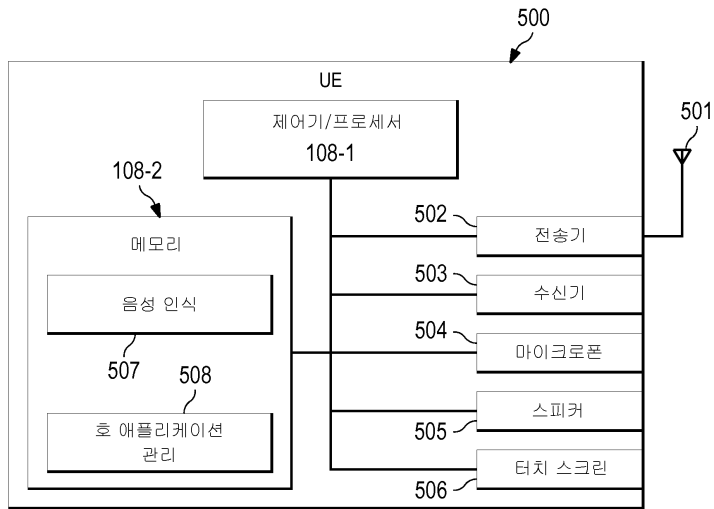 500
UE
501
제어기/프로세서
108-1
108-2
메모리
음성 인식
507
508
호 애플리케이션
관리
502
전송기
503
수신기
504
마이크로폰
스피커
505
터치 스크린
506